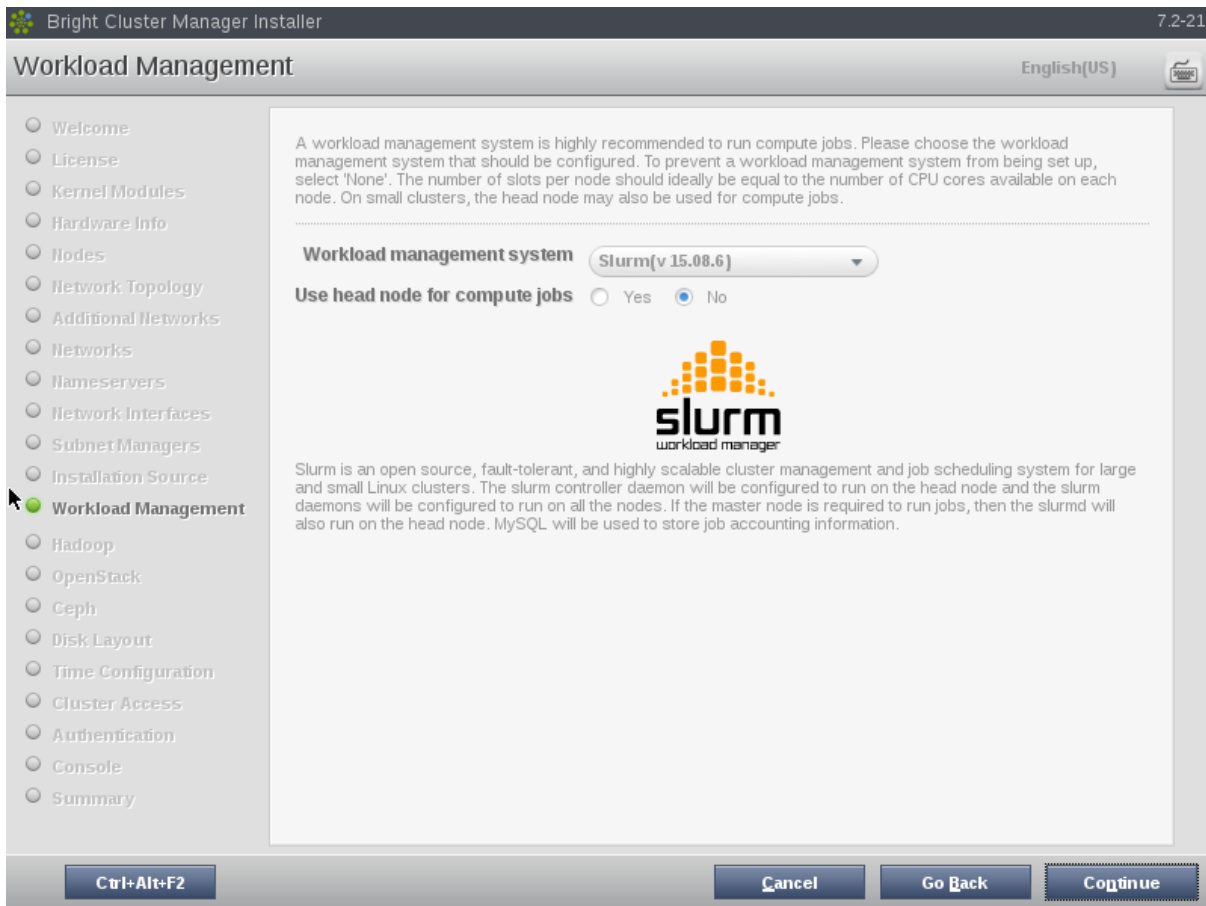 Bright Cluster Manager Installer
7.2-21
Workload Management
English(US)
Welcome
License
Kernel Modules
Hardware Info
Nodes
Network Topology
Additional Networks
Networks
Nameservers
Network Interfaces
Subnet Managers
Installation Source
Workload Management
Hadoop
OpenStack
Ceph
Disk Layout
Time Configuration
Cluster Access
Authentication
Console
Summary
A workload management system is highly recommended to run compute jobs. Please choose the workload
management system that should be configured. To prevent a workload management system from being set up,
select 'None'. The number of slots per node should ideally be equal to the number of CPU cores available on each
node. On small clusters, the head node may also be used for compute jobs.
Workload management system
Slurm(v 15.08.6)
Use head node for compute jobs
Yes
No
slurm
workload manager
Slurm is an open source, fault-tolerant, and highly scalable cluster management and job scheduling system for large
and small Linux clusters. The slurm controller daemon will be configured to run on the head node and the slurm
daemons will be configured to run on all the nodes. If the master node is required to run jobs, then the slurmd will
also run on the head node. MySQL will be used to store job accounting information.
Ctrl+Alt+F2
Cancel
Go Back
Continue